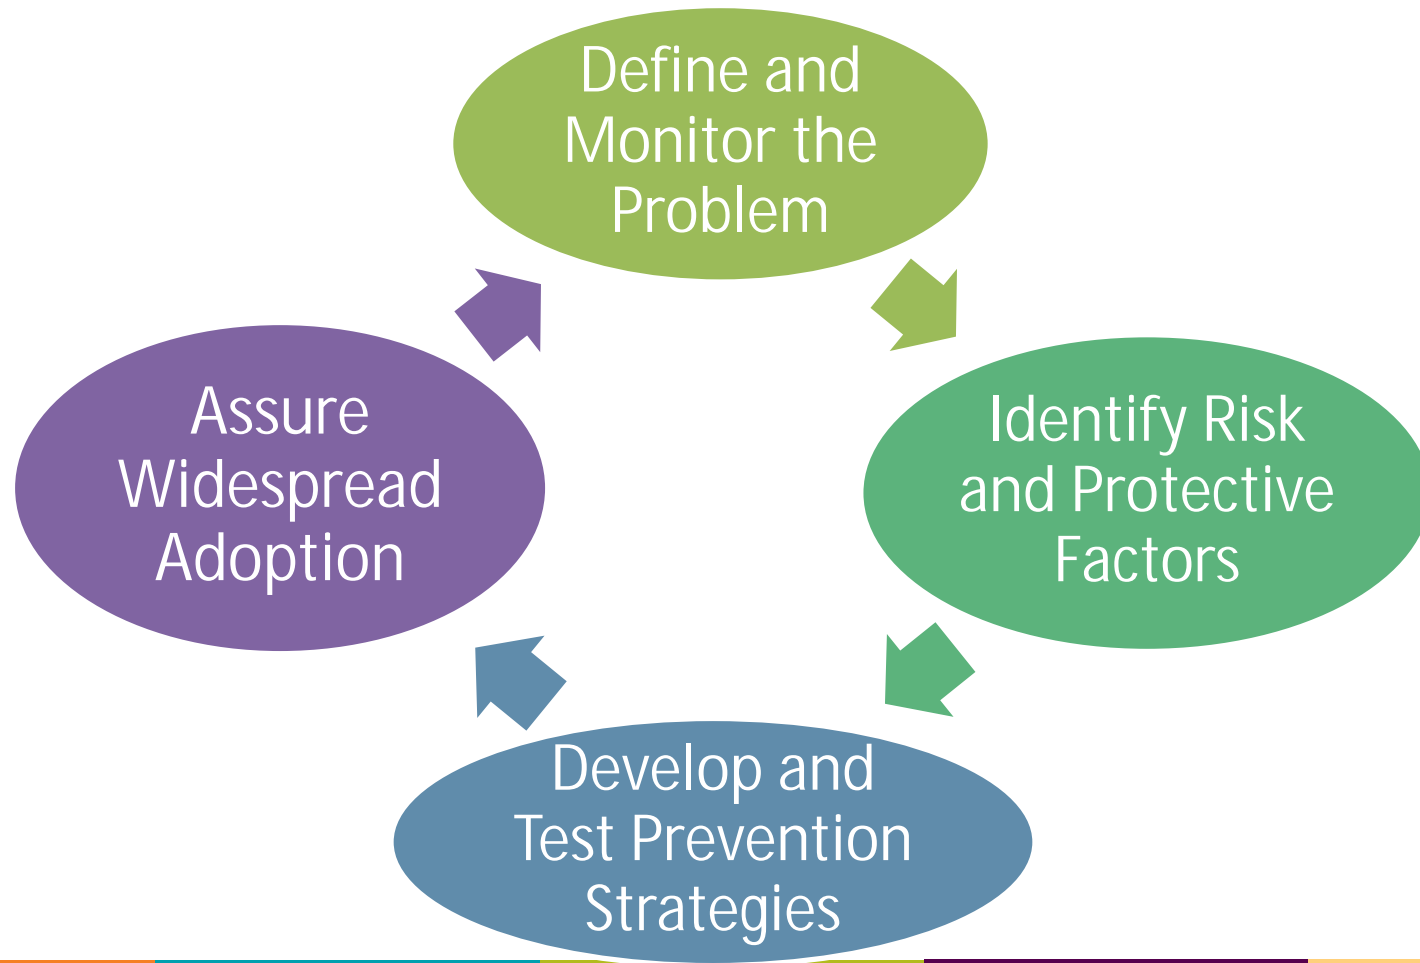 Define and
Monitor the
Problem
Identify Risk
and Protective
Factors
Develop and
Test Prevention
Strategies
Assure
Widespread
Adoption